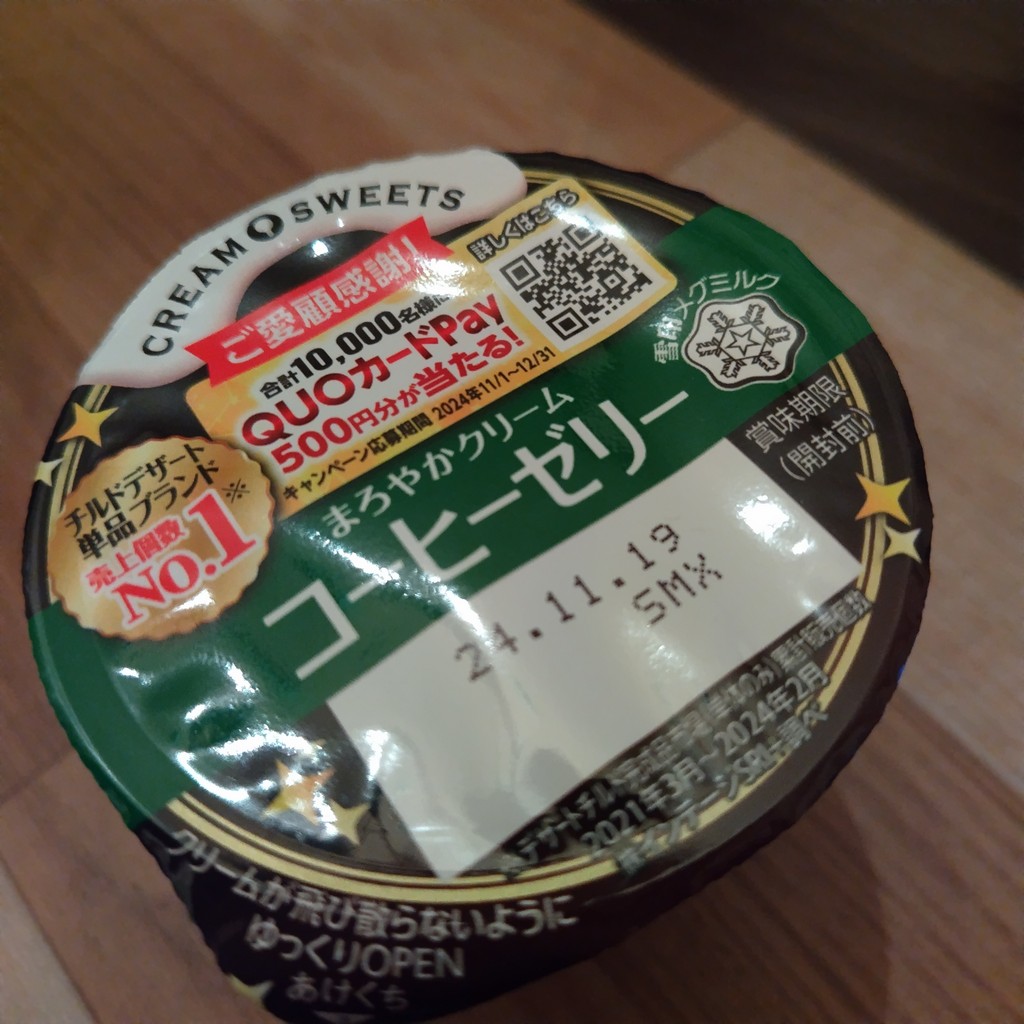 CREAM SWEETS
ご愛顧感謝!
合計10,000名様に
QUOカードPay
500円分が当たる!
キャンペーン応募期間 2024年11/1~12/31
詳しくはこちら
雪印メグミルク
チルドデザート
単品ブランド※
売上個数
NO.1
まろやかクリーム
コーヒーゼリー
賞味期限
(開封前)
24.11.19
SMX
2021年3月~2024年2月
クリームが飛び散らないように
ゆっくりOPEN
あけくち